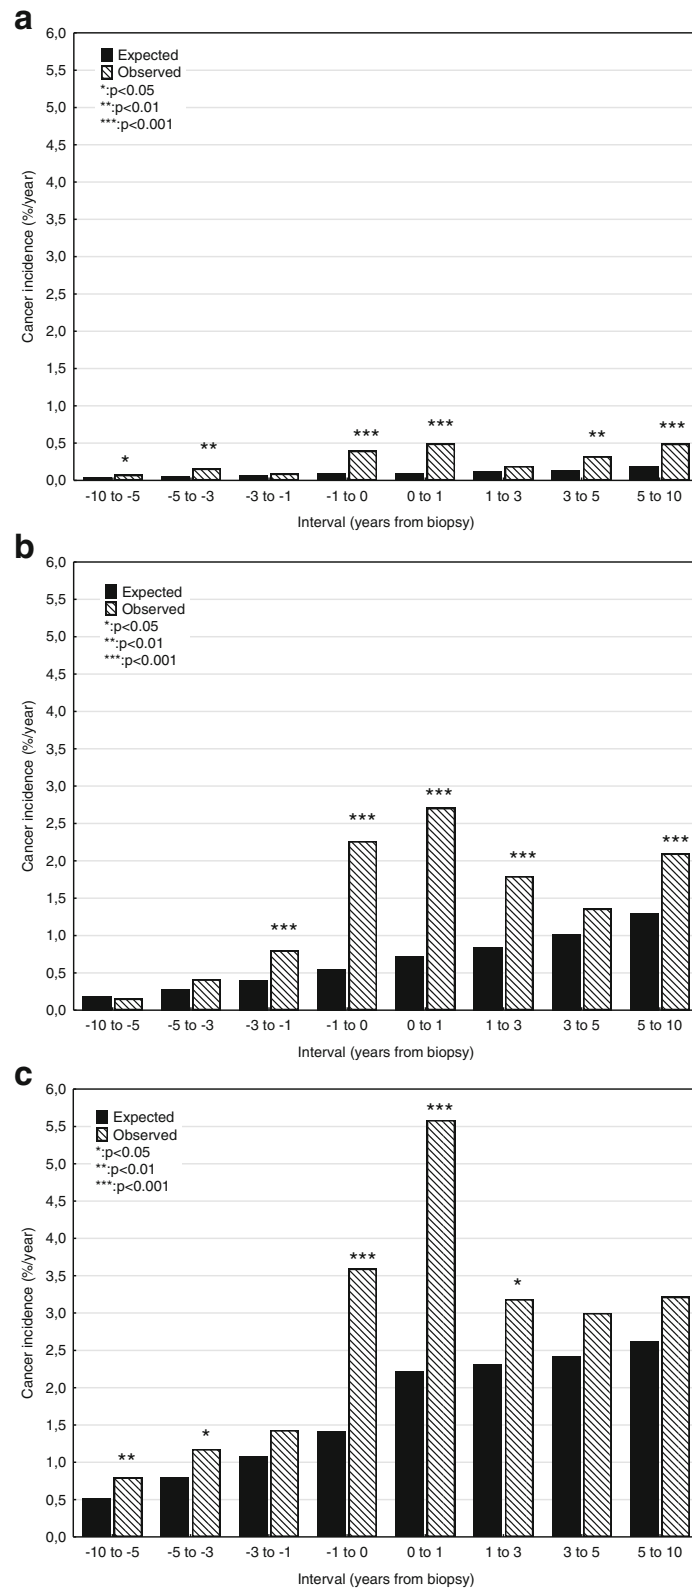 a
6,0
Expected
5,5
Observed
*:p<0.05
5,0
**:p<0.01
***:p<0.001
4,5
4,0
3,5
3,0
2,5
2,0
1,5
1,0
0,5
0,0
Cancer incidence (%/year)
* ** *** *** ** ***
-10 to -5 -5 to -3 -3 to -1 -1 to 0 0 to 1 1 to 3 3 to 5 5 to 10
Interval (years from biopsy)
b
6,0
Expected
5,5
Observed
*:p<0.05
5,0
**:p<0.01
***:p<0.001
4,5
4,0
3,5
3,0
2,5
2,0
1,5
1,0
0,5
0,0
Cancer incidence (%/year)
*** *** *** *** ***
-10 to -5 -5 to -3 -3 to -1 -1 to 0 0 to 1 1 to 3 3 to 5 5 to 10
Interval (years from biopsy)
c
6,0
Expected
5,5
Observed
*:p<0.05
5,0
**:p<0.01
***:p<0.001
4,5
4,0
3,5
3,0
2,5
2,0
1,5
1,0
0,5
0,0
Cancer incidence (%/year)
** * *** *** *
-10 to -5 -5 to -3 -3 to -1 -1 to 0 0 to 1 1 to 3 3 to 5 5 to 10
Interval (years from biopsy)